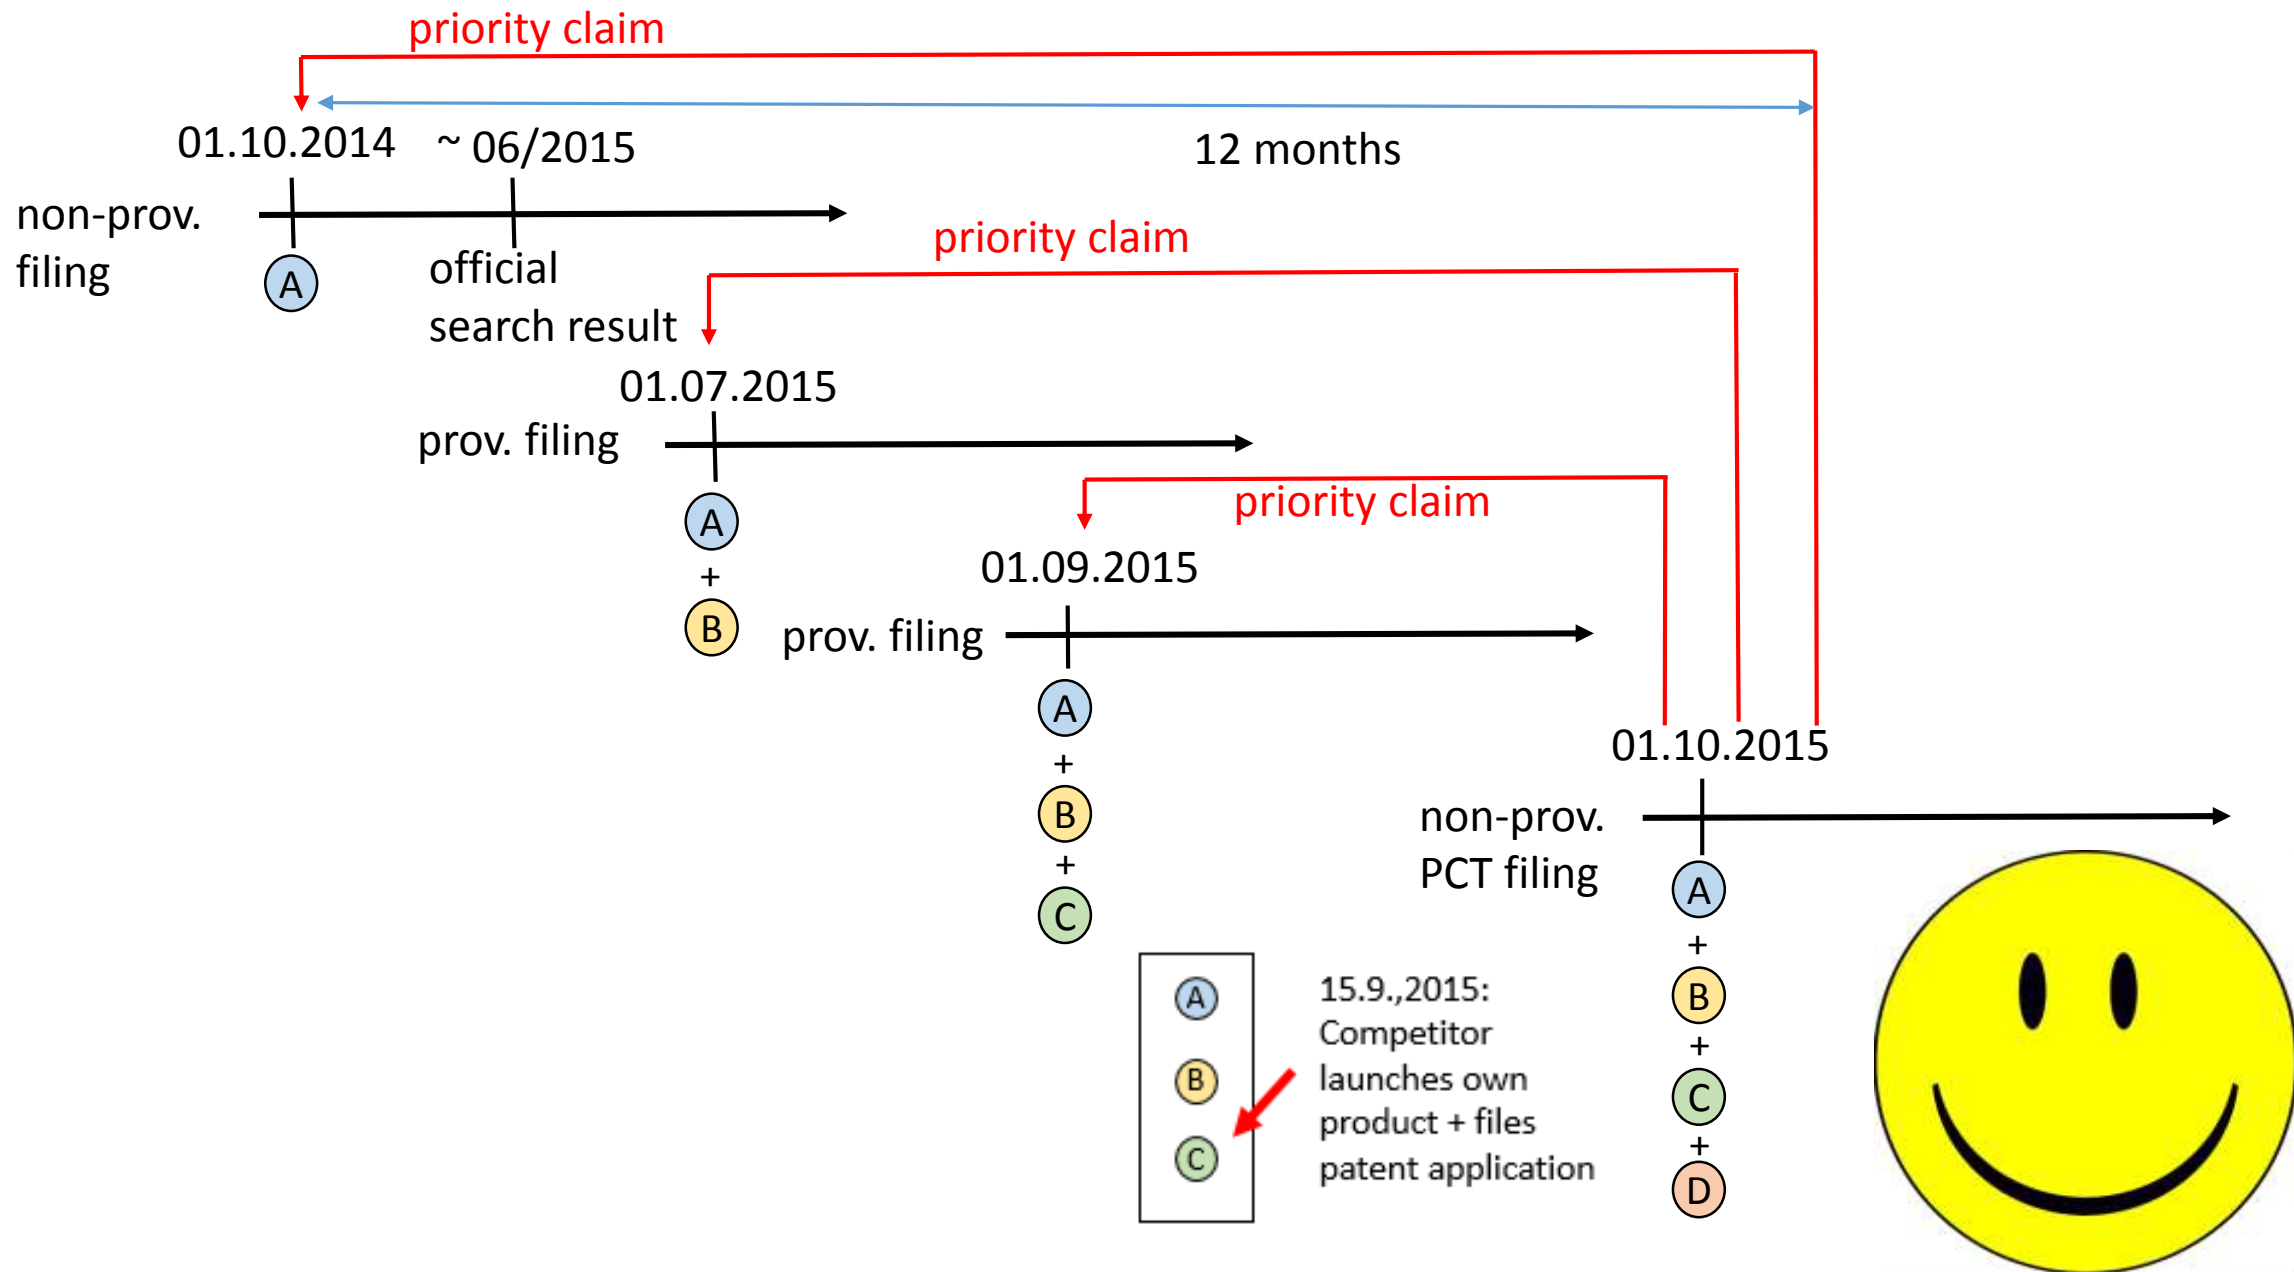 priority claim
01.10.2014
~ 06/2015
12 months
non-prov.
filing
A
official
search result
priority claim
01.07.2015
prov. filing
A
+
B
priority claim
01.09.2015
prov. filing
A
+
B
+
C
01.10.2015
non-prov.
PCT filing
A
+
B
+
C
+
D
A
B
C
15.9.,2015:
Competitor
launches own
product + files
patent application